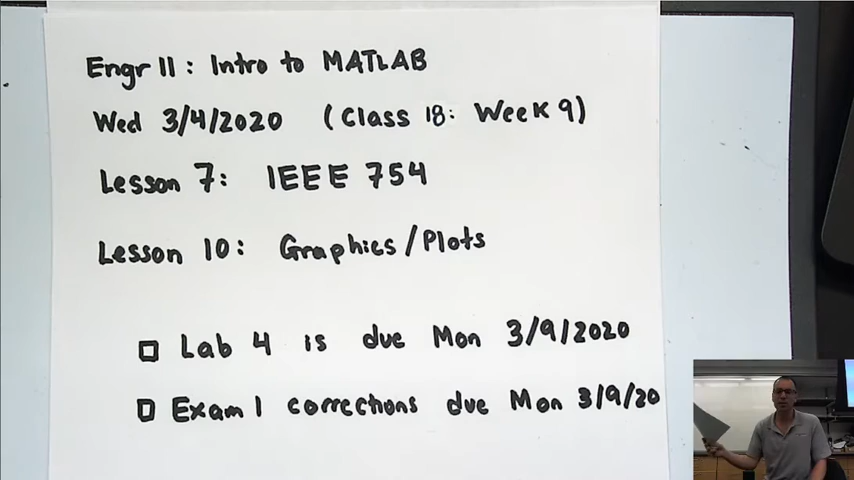 Engr 11: Intro to MATLAB
Wed 3/4/2020 (Class 18: Week 9)
Lesson 7: IEEE 754
Lesson 10: Graphics/Plots
Lab 4 is due Mon 3/9/2020
Exam 1 corrections due Mon 3/9/20